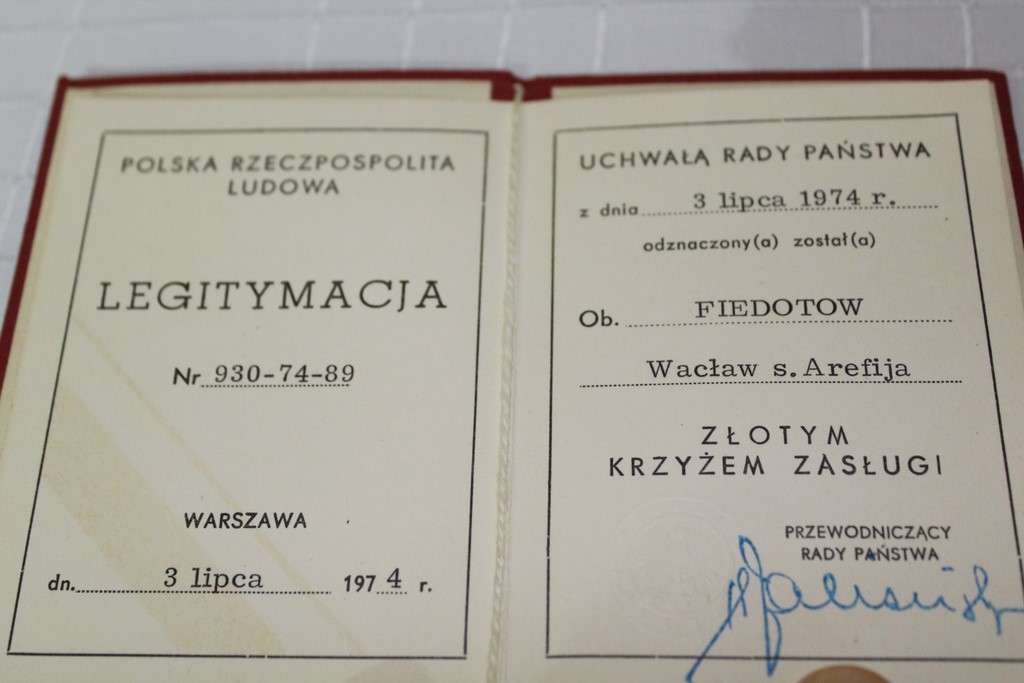 POLSKA RZECZPOSPOLITA
LUDOWA
LEGITYMACJA
Nr 930-74-89
WARSZAWA
dn. 3 lipca 1974 r.
UCHWAŁĄ RADY PAŃSTWA
z dnia 3 lipca 1974 r.
odznaczony(a) został(a)
Ob. FIEDOTOW
Wacław s. Arefija
ZŁOTYM
KRZYŻEM ZASŁUGI
PRZEWODNICZĄCY
RADY PAŃSTWA